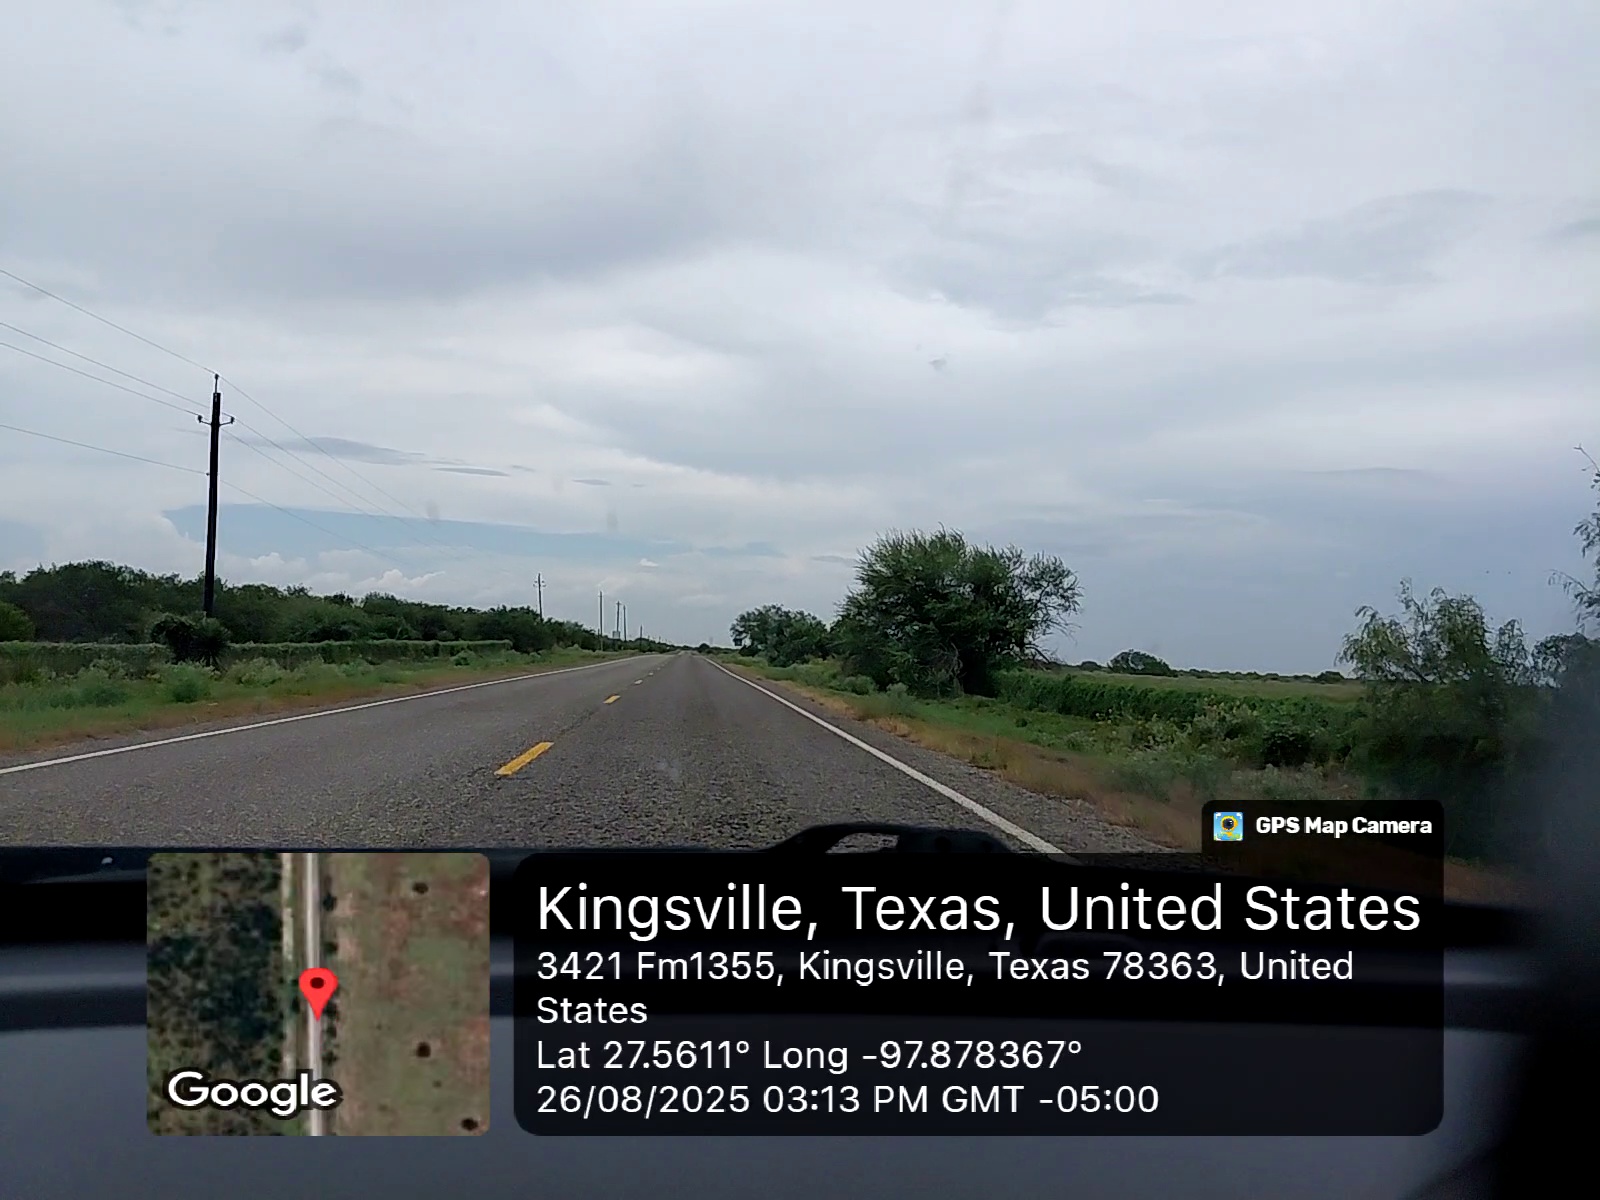 GPS Map Camera
Kingsville, Texas, United States
3421 Fm1355, Kingsville, Texas 78363, United
States
Lat 27.5611° Long -97.878367°
26/08/2025 03:13 PM GMT -05:00
Google